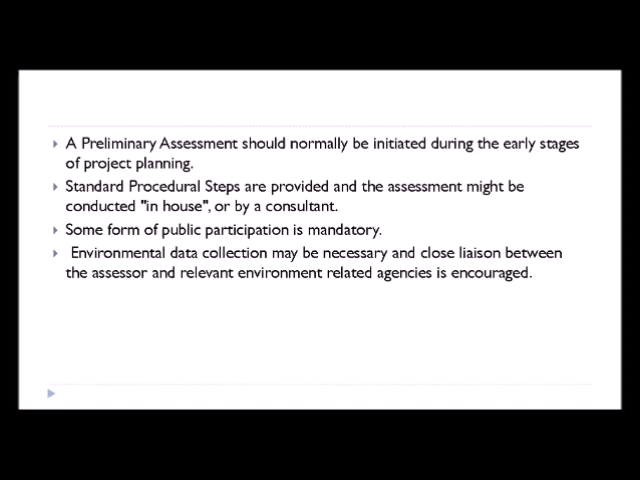 A Preliminary Assessment should normally be initiated during the early stages
of project planning.
Standard Procedural Steps are provided and the assessment might be
conducted "in house", or by a consultant.
Some form of public participation is mandatory.
Environmental data collection may be necessary and close liaison between
the assessor and relevant environment related agencies is encouraged.